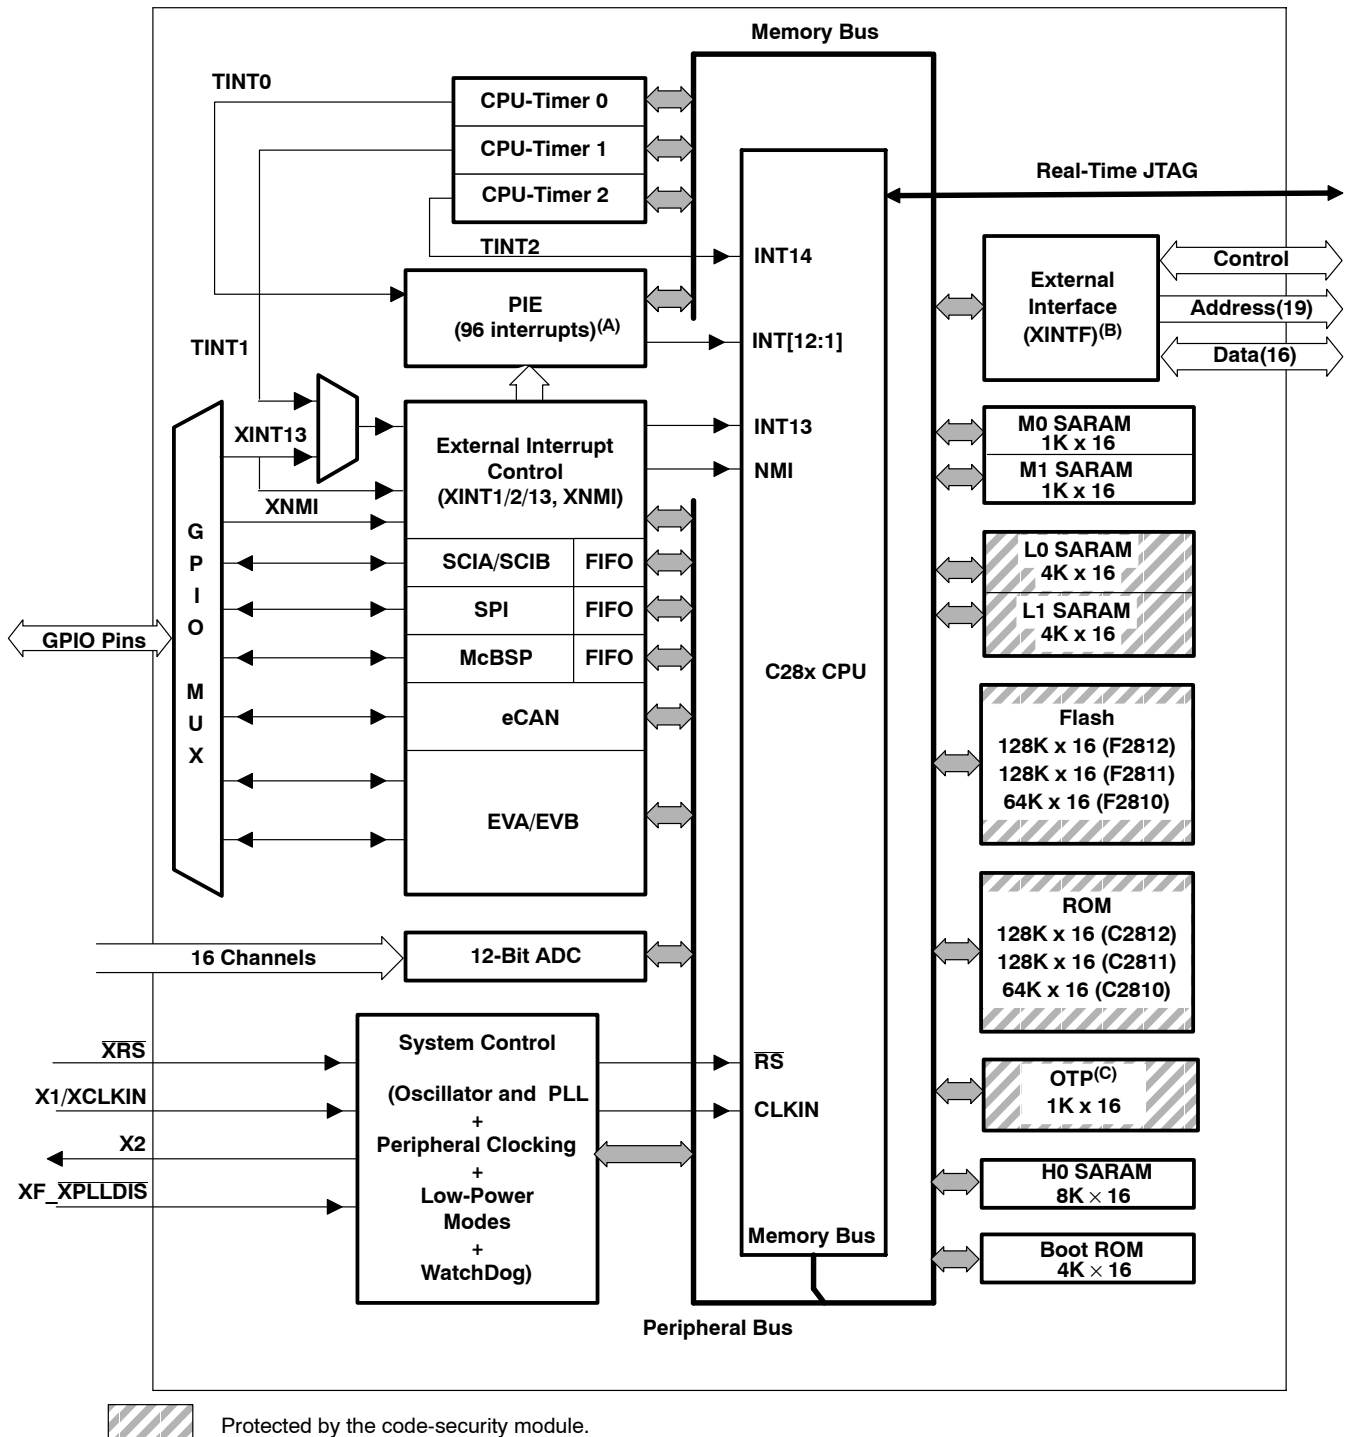 Memory Bus
TINT0
CPU-Timer 0
CPU-Timer 1
CPU-Timer 2
Real-Time JTAG
TINT2
INT14
PIE
(96 interrupts)(A)
INT[12:1]
External
Interface
(XINTF)(B)
Control
Address(19)
Data(16)
TINT1
XINT13
XNMI
External Interrupt
Control
(XINT1/2/13, XNMI)
INT13
NMI
M0 SARAM
1K x 16
M1 SARAM
1K x 16
L0 SARAM
4K x 16
L1 SARAM
4K x 16
GPIO Pins
G
P
I
O
M
U
X
SCIA/SCIB
FIFO
SPI
FIFO
McBSP
FIFO
eCAN
EVA/EVB
C28x CPU
Flash
128K x 16 (F2812)
128K x 16 (F2811)
64K x 16 (F2810)
ROM
128K x 16 (C2812)
128K x 16 (C2811)
64K x 16 (C2810)
16 Channels
12-Bit ADC
X̅R̅S̅
X1/XCLKIN
X2
XF_X̅P̅L̅L̅D̅I̅S̅
System Control
(Oscillator and PLL
+
Peripheral Clocking
+
Low-Power
Modes
+
WatchDog)
R̅S̅
CLKIN
OTP(C)
1K x 16
H0 SARAM
8K × 16
Boot ROM
4K × 16
Memory Bus
Peripheral Bus
Protected by the code-security module.